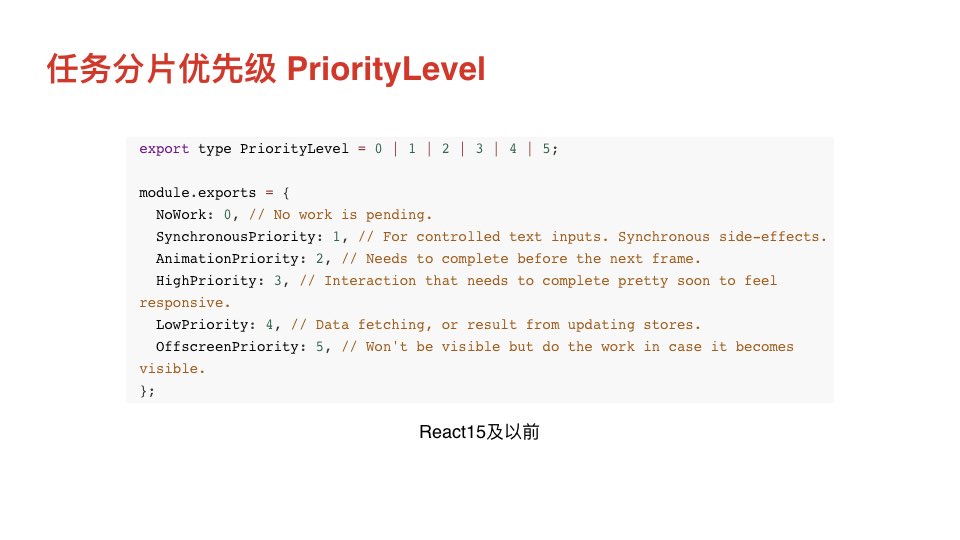 任务分片优先级 PriorityLevel
export type PriorityLevel = 0 | 1 | 2 | 3 | 4 | 5;
module.exports = {
NoWork: 0, // No work is pending.
SynchronousPriority: 1, // For controlled text inputs. Synchronous side-effects.
AnimationPriority: 2, // Needs to complete before the next frame.
HighPriority: 3, // Interaction that needs to complete pretty soon to feel
responsive.
LowPriority: 4, // Data fetching, or result from updating stores.
OffscreenPriority: 5, // Won't be visible but do the work in case it becomes
visible.
};
React15及以前